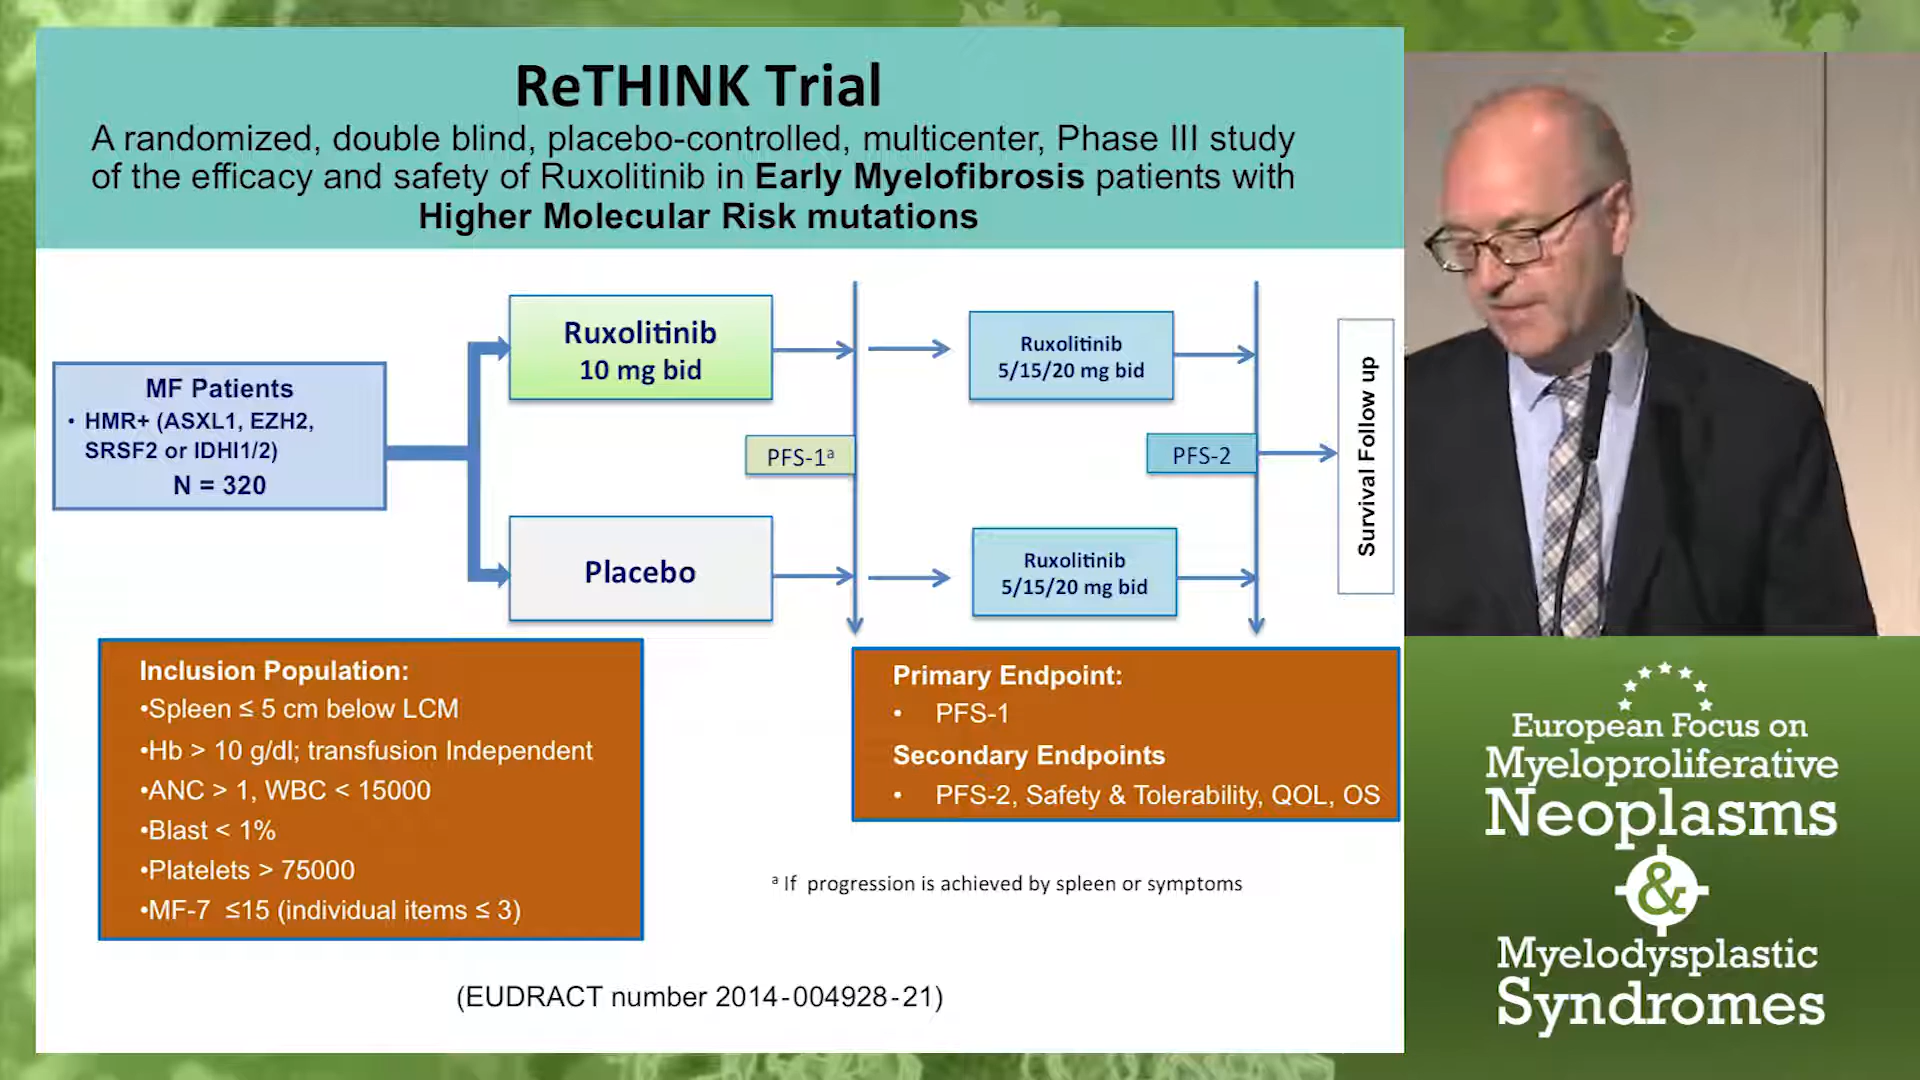 ReTHINK Trial
A randomized, double blind, placebo-controlled, multicenter, Phase III study
of the efficacy and safety of Ruxolitinib in Early Myelofibrosis patients with
Higher Molecular Risk mutations
MF Patients
• HMR+ (ASXL1, EZH2,
SRSF2 or IDHI1/2)
N = 320
Ruxolitinib
10 mg bid
Placebo
PFS-1ª
Ruxolitinib
5/15/20 mg bid
Ruxolitinib
5/15/20 mg bid
PFS-2
Survival Follow up
Inclusion Population:
•Spleen ≤ 5 cm below LCM
•Hb > 10 g/dl; transfusion Independent
•ANC > 1, WBC < 15000
•Blast < 1%
•Platelets > 75000
•MF-7 ≤15 (individual items ≤ 3)
Primary Endpoint:
• PFS-1
Secondary Endpoints
• PFS-2, Safety & Tolerability, QOL, OS
ª If progression is achieved by spleen or symptoms
(EUDRACT number 2014-004928-21)
European Focus on
Myeloproliferative
Neoplasms
&
Myelodysplastic
Syndromes